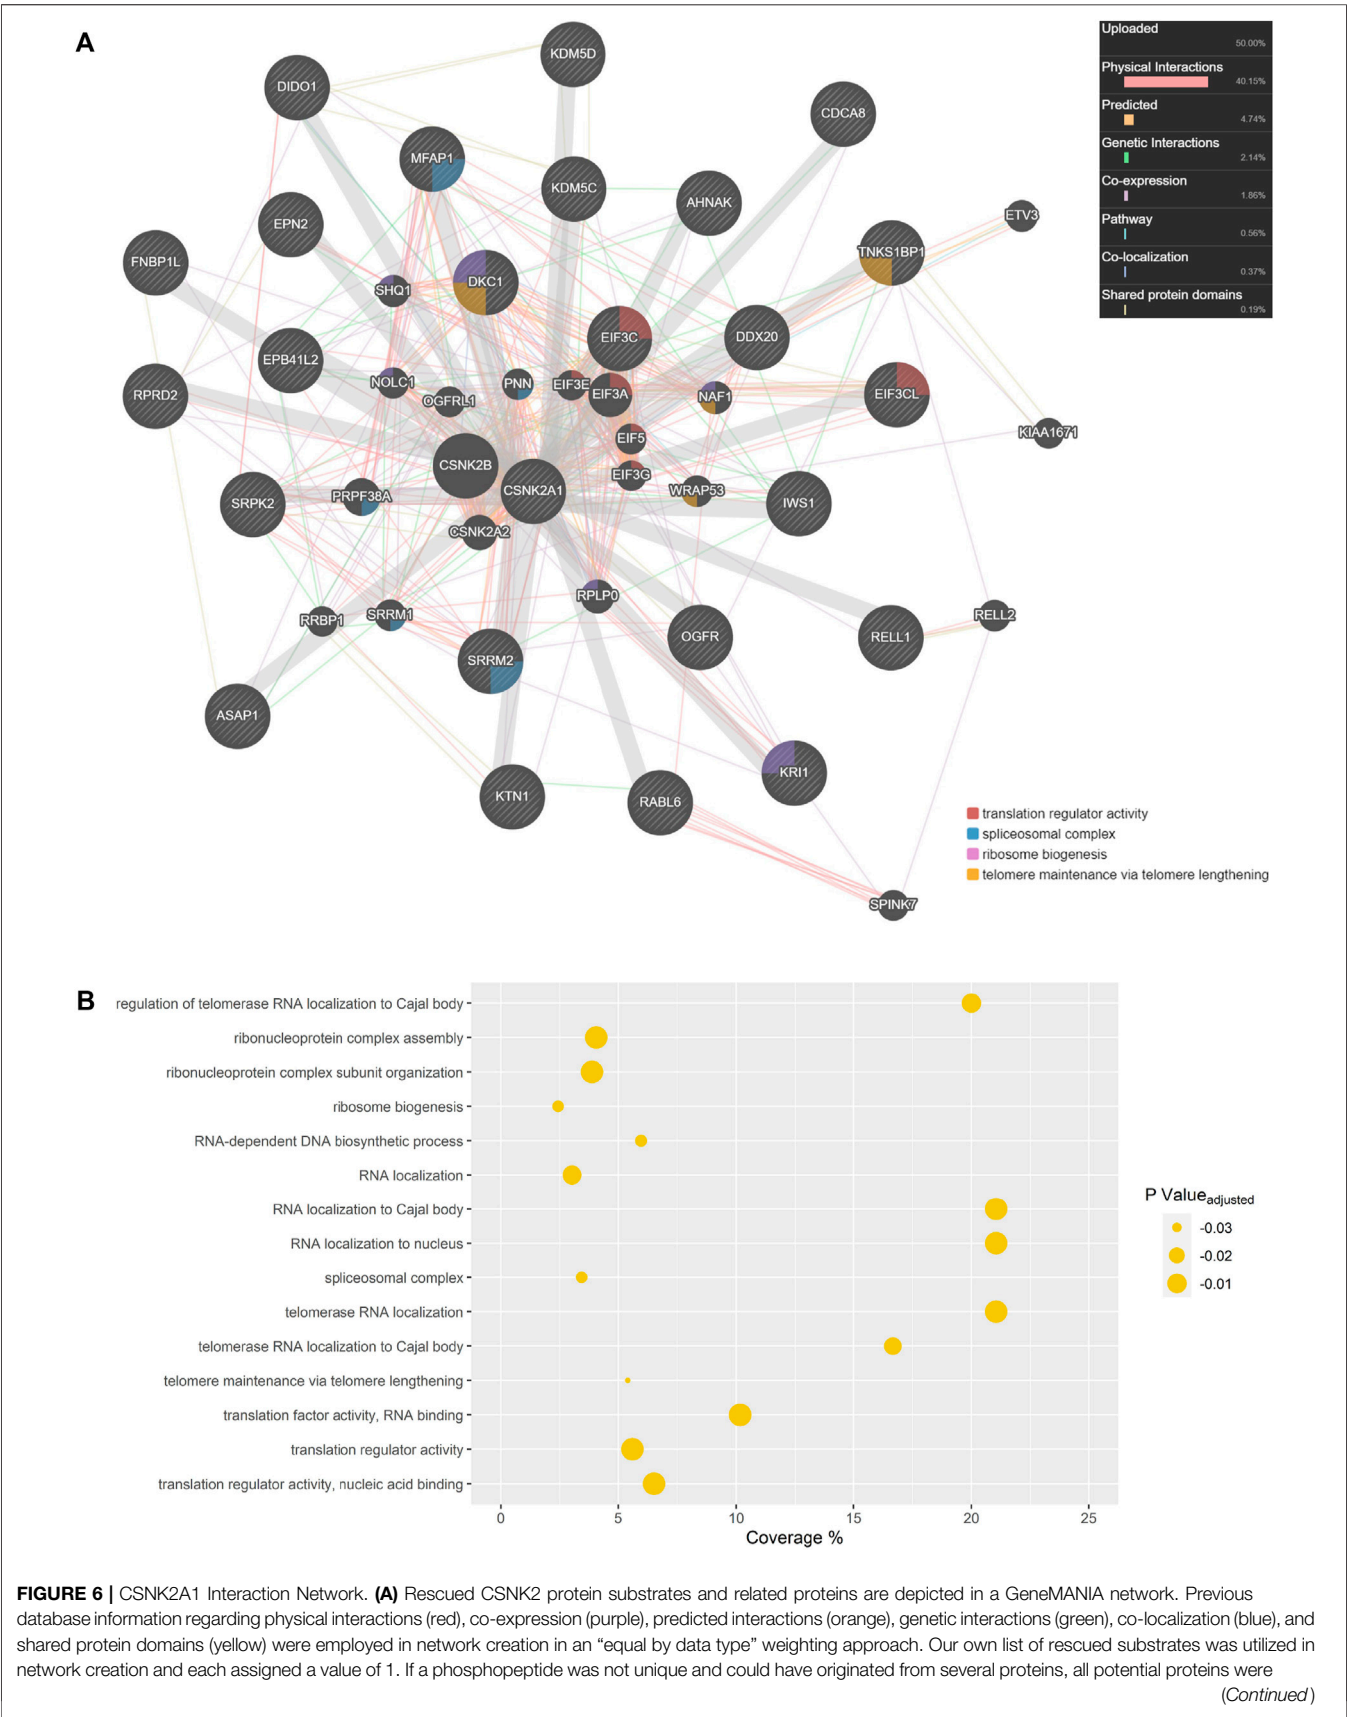 A
Uploaded
50.00%
Physical Interactions
40.15%
Predicted
4.74%
Genetic Interactions
2.14%
Co-expression
1.86%
Pathway
0.56%
Co-localization
0.37%
Shared protein domains
0.19%
KDM5D
DIDO1
CDCA8
MFAP1
KDM5C
AHNAK
ETV3
EPN2
TNKS1BP1
FNBP1L
SHQ1
DKC1
EIF3C
DDX20
EPB41L2
NOLC1
OGFRL1
PNN
EIF3E
EIF3A
NAF1
EIF3CL
RPRD2
KIAA1671
EIF5
CSNK2B
CSNK2A1
EIF3G
WRAP53
IWS1
SRPK2
PRPF38A
CSNK2A2
RPLP0
RRBP1
SRRM1
OGFR
RELL1
RELL2
SRRM2
ASAP1
KRI1
KTN1
RABL6
SPINK7
translation regulator activity
spliceosomal complex
ribosome biogenesis
telomere maintenance via telomere lengthening
B
regulation of telomerase RNA localization to Cajal body
ribonucleoprotein complex assembly
ribonucleoprotein complex subunit organization
ribosome biogenesis
RNA-dependent DNA biosynthetic process
RNA localization
RNA localization to Cajal body
RNA localization to nucleus
spliceosomal complex
telomerase RNA localization
telomerase RNA localization to Cajal body
telomere maintenance via telomere lengthening
translation factor activity, RNA binding
translation regulator activity
translation regulator activity, nucleic acid binding
0 5 10 15 20 25
Coverage %
P Value adjusted
-0.03
-0.02
-0.01
FIGURE 6 | CSNK2A1 Interaction Network. (A) Rescued CSNK2 protein substrates and related proteins are depicted in a GeneMANIA network. Previous
database information regarding physical interactions (red), co-expression (purple), predicted interactions (orange), genetic interactions (green), co-localization (blue), and
shared protein domains (yellow) were employed in network creation in an “equal by data type” weighting approach. Our own list of rescued substrates was utilized in
network creation and each assigned a value of 1. If a phosphopeptide was not unique and could have originated from several proteins, all potential proteins were
(Continued)